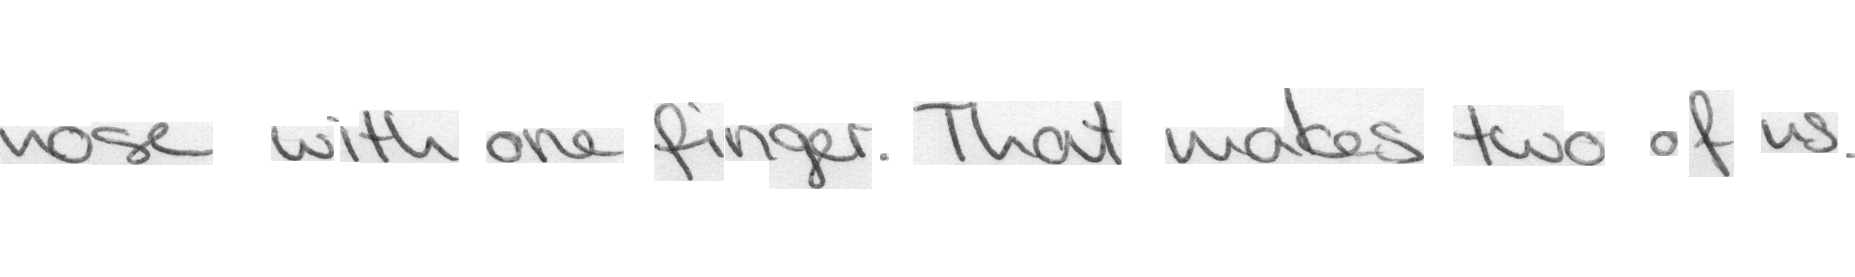 nose with one finger. That makes two of us.